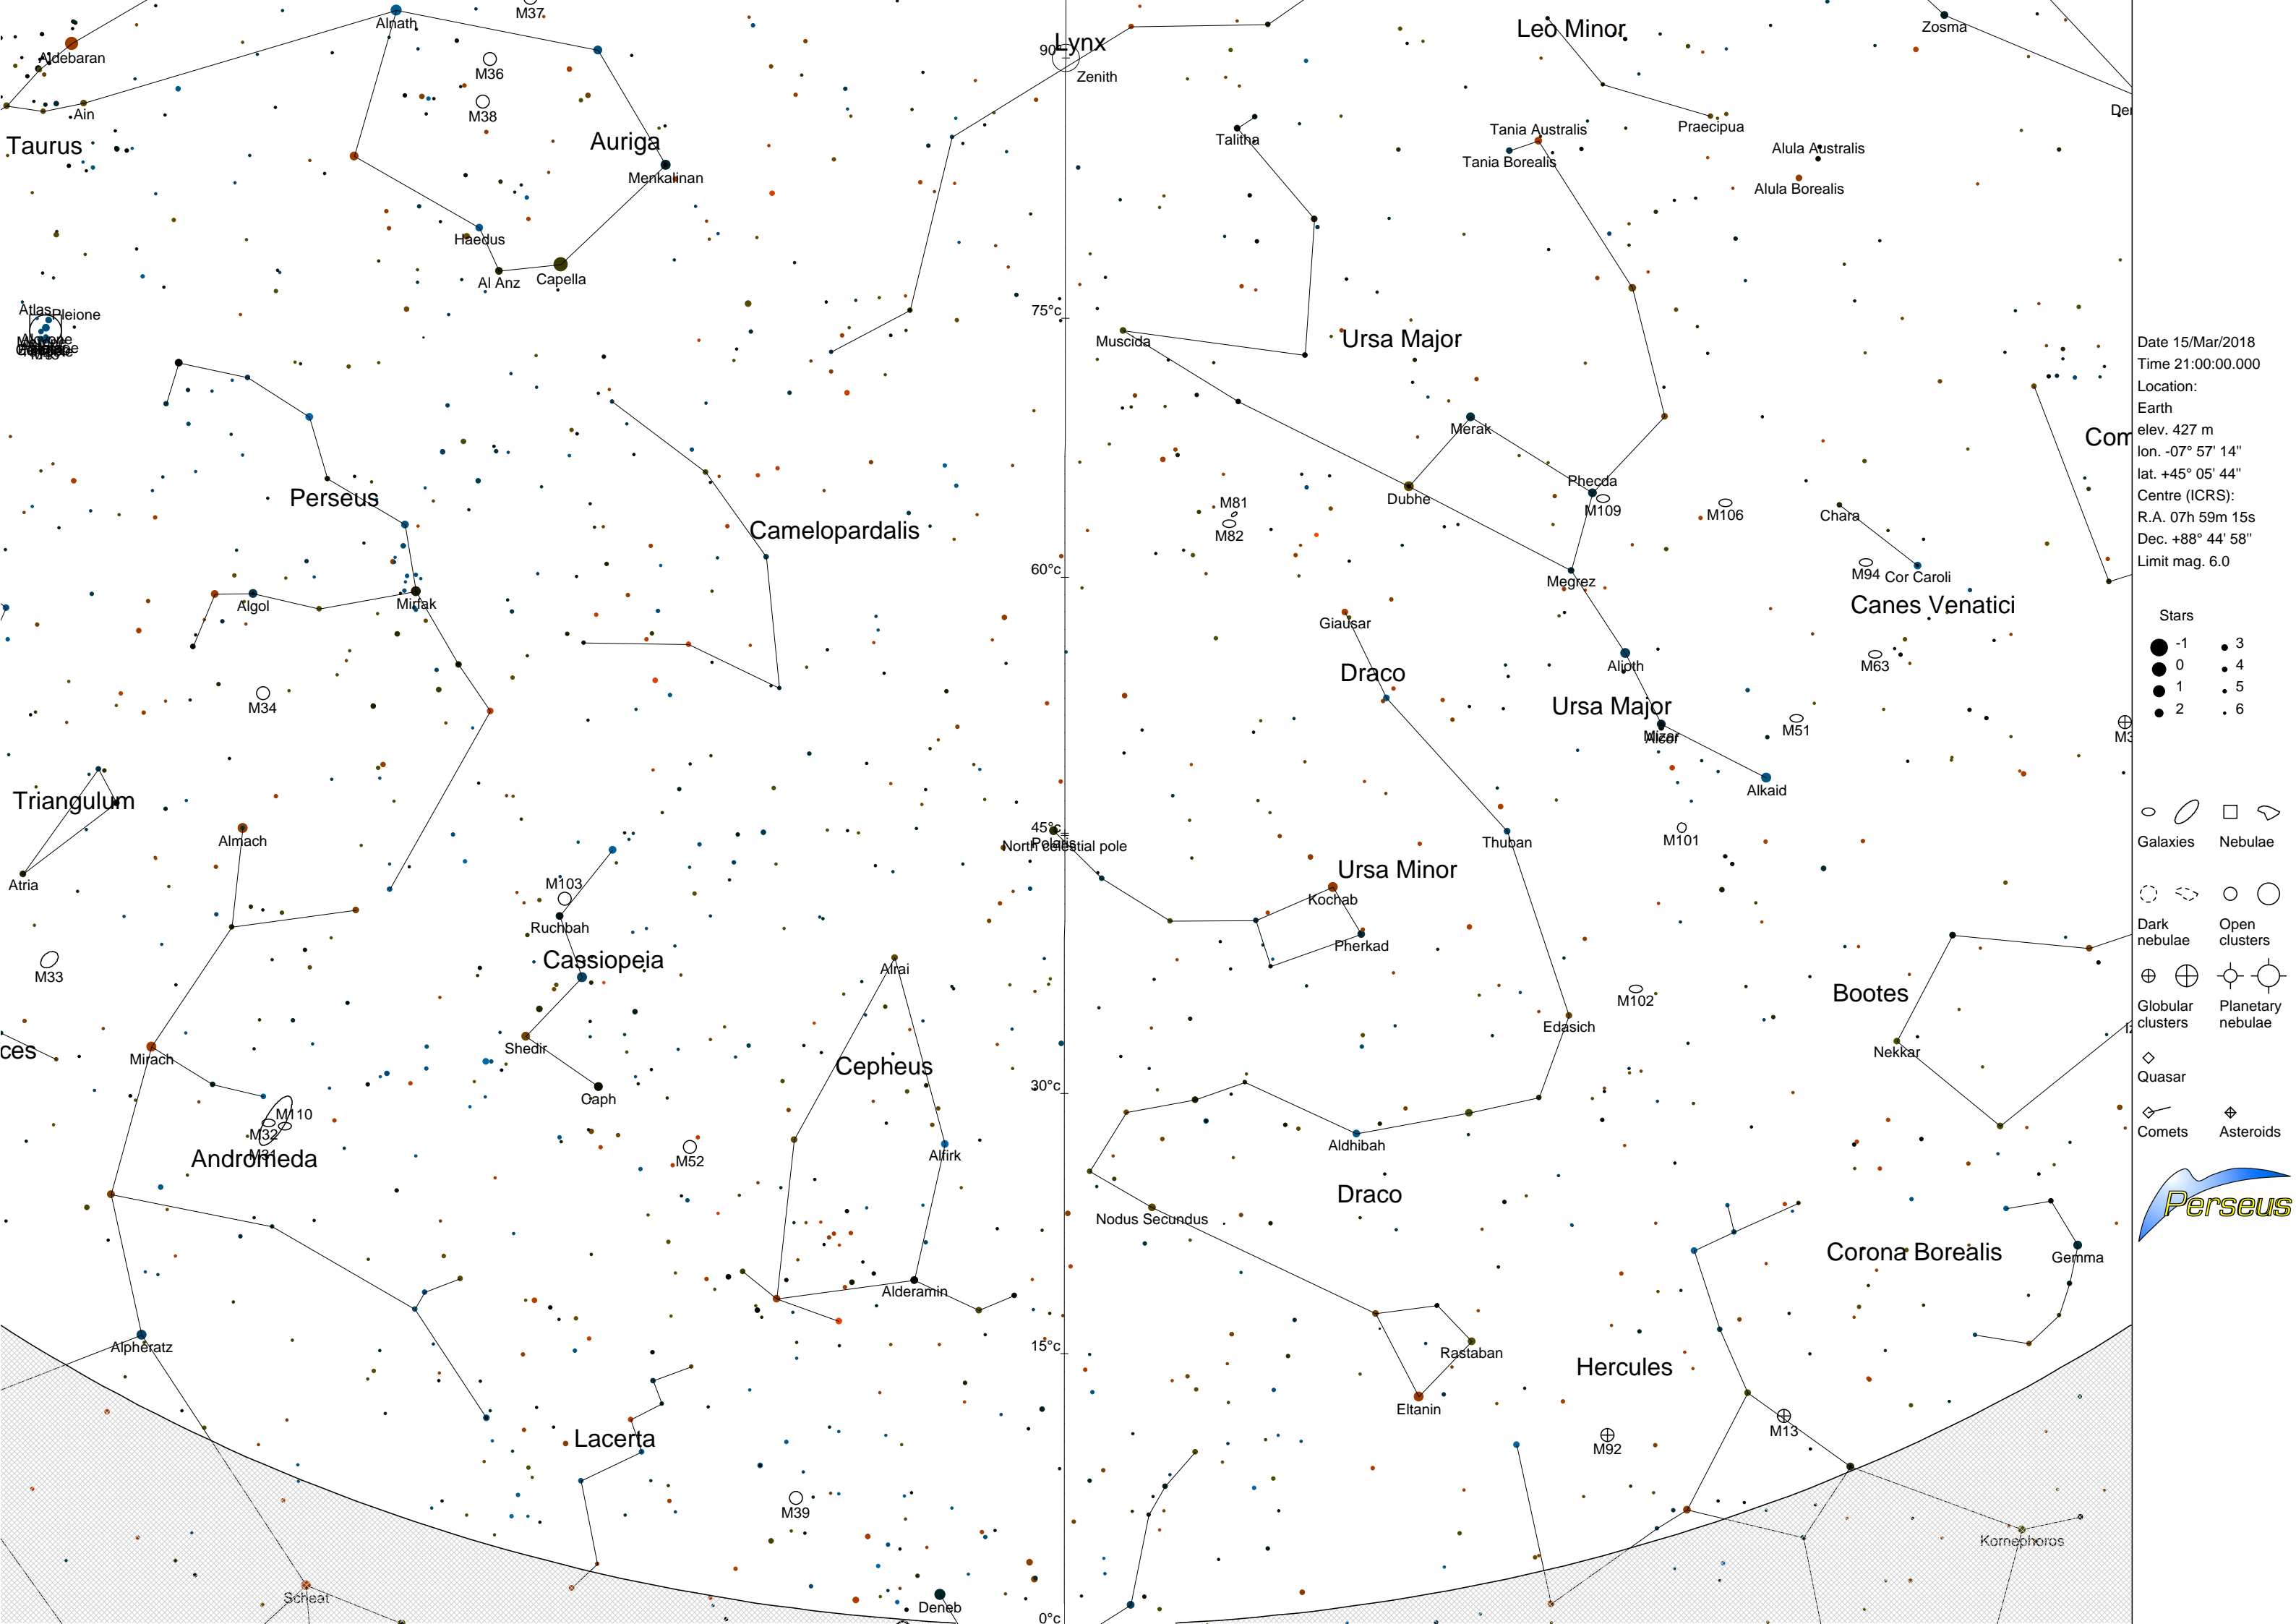 M37
Alnath
Leo Minor
Zosma
Lynx
90°
Zenith
Aldebaran
M36
M38
Ain
Taurus
Auriga
Menkalinan
Talitha
Tania Australis
Tania Borealis
Praecipua
Alula Australis
Alula Borealis
Haedus
Al Anz
Capella
Atlas
Pleione
75°c
Muscida
Ursa Major
Merak
Perseus
Camelopardalis
M81
M82
Dubhe
Phecda
M109
M106
Chara
60°c
Megrez
M94
Cor Caroli
Canes Venatici
Algol
Mirfak
Giausar
Draco
Alioth
M63
M34
Ursa Major
Mizar
Alcor
M51
Alkaid
Triangulum
Almach
Atria
45°c
Polaris
North celestial pole
Thuban
M101
M103
Ruchbah
Ursa Minor
Kochab
Pherkad
Cassiopeia
Alrai
M33
M102
Bootes
Edasich
Nekkar
Mirach
Shedir
Caph
Cepheus
30°c
M110
M32
M31
Andromeda
M52
Alfirk
Aldhibah
Draco
Nodus Secundus
Corona Borealis
Gemma
Alderamin
Alpheratz
15°c
Rastaban
Hercules
Eltanin
M13
M92
Lacerta
M39
Kornephoros
Scheat
Deneb
0°c
Date 15/Mar/2018
Time 21:00:00.000
Location:
Earth
elev. 427 m
lon. -07° 57' 14"
lat. +45° 05' 44"
Centre (ICRS):
R.A. 07h 59m 15s
Dec. +88° 44' 58"
Limit mag. 6.0
Stars
-1 3
0 4
1 5
2 6
Galaxies Nebulae
Dark nebulae
Open clusters
Globular clusters
Planetary nebulae
Quasar
Comets Asteroids
Perseus